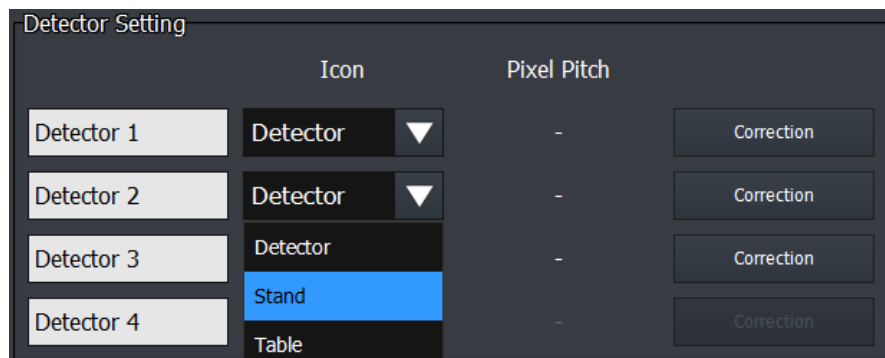 Detector Setting
Icon Pixel Pitch
Detector 1 Detector - Correction
Detector 2 Detector - Correction
Detector
Detector 3 - Correction
Stand
Detector 4 - Correction
Table